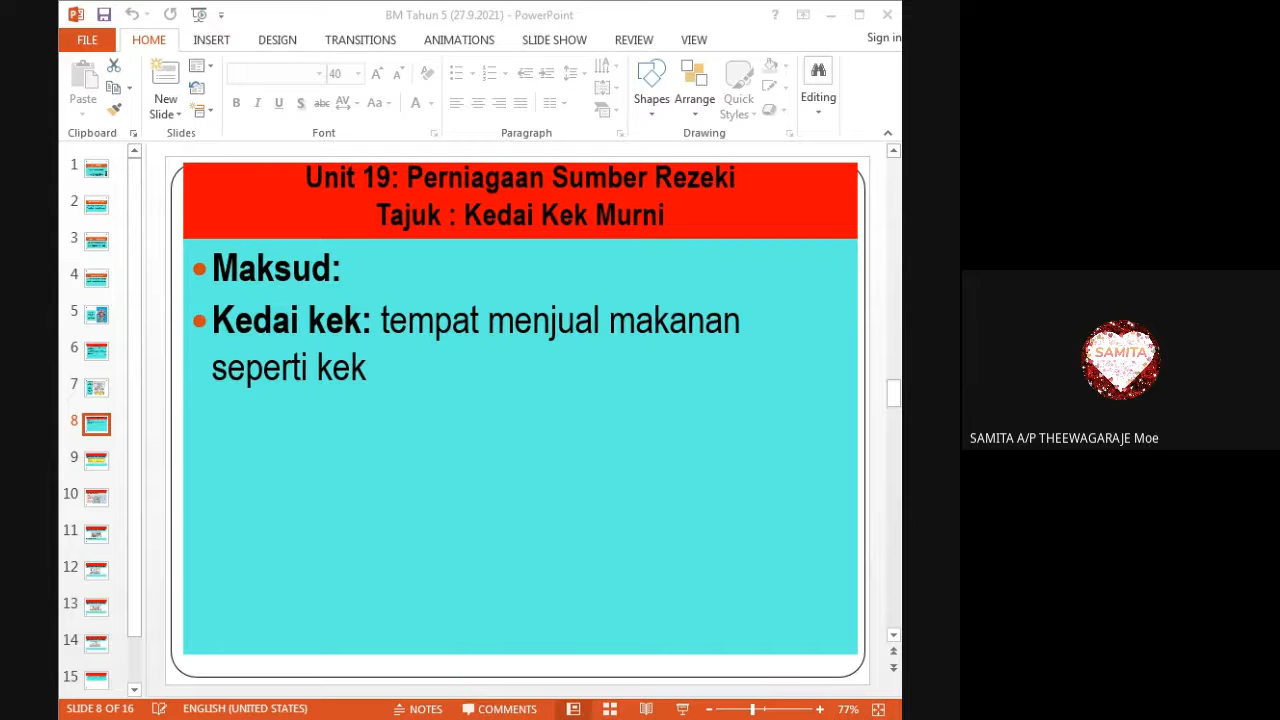 BM Tahun 5 (27.9.2021) - PowerPoint
?
FILE HOME INSERT DESIGN TRANSITIONS ANIMATIONS SLIDE SHOW REVIEW VIEW Sign in
Paste
New Slide
40
B I U S abc AV Aa A
Shapes Arrange Quick Styles
Editing
Clipboard Slides Font Paragraph Drawing
1
2
3
4
5
6
7
8
9
10
11
12
13
14
15
Unit 19: Perniagaan Sumber Rezeki
Tajuk : Kedai Kek Murni
Maksud:
Kedai kek: tempat menjual makanan
seperti kek
SAMITA
SAMITA A/P THEEWAGARAJE Moe
SLIDE 8 OF 16 ENGLISH (UNITED STATES) NOTES COMMENTS 77%